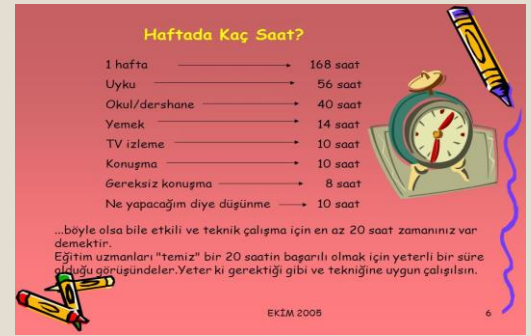 Haftada Kaç Saat?
1 hafta 168 saat
Uyku 56 saat
Okul/dershane 40 saat
Yemek 14 saat
TV izleme 10 saat
Konuşma 10 saat
Gereksiz konuşma 8 saat
Ne yapacağım diye düşünme 10 saat
...böyle olsa bile etkili ve teknik çalışma için en az 20 saat zamanınız var
demektir.
Eğitim uzmanları "temiz" bir 20 saatin başarılı olmak için yeterli bir süre
olduğu görüşündeler.Yeter ki gerektiği gibi ve tekniğine uygun çalışılsın.
EKİM 2005 6